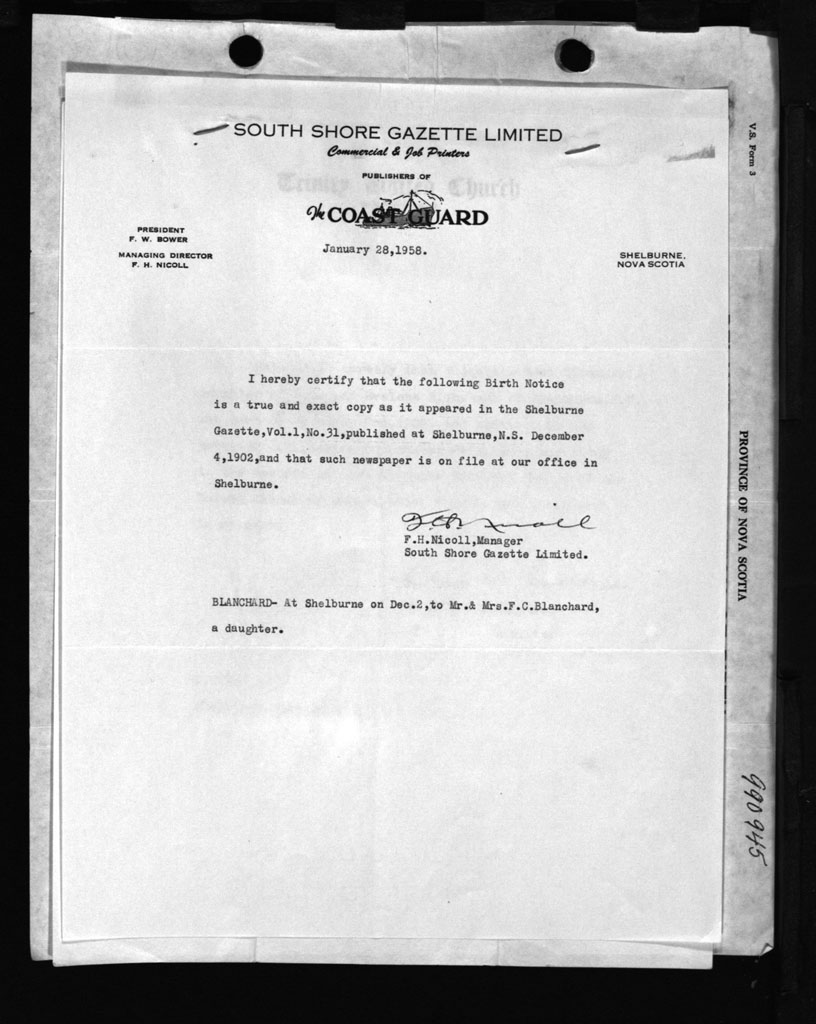 SOUTH SHORE GAZETTE LIMITED
Commercial & Job Printers
PUBLISHERS OF
The COAST GUARD
PRESIDENT
F. W. BOWER
MANAGING DIRECTOR
F. H. NICOLL
January 28,1958.
SHELBURNE,
NOVA SCOTIA
I hereby certify that the following Birth Notice
is a true and exact copy as it appeared in the Shelburne
Gazette,Vol.1,No.31,published at Shelburne,N.S. December
4,1902,and that such newspaper is on file at our office in
Shelburne.
F.H.Nicoll,Manager
South Shore Gazette Limited.
BLANCHARD- At Shelburne on Dec.2,to Mr.& Mrs.F.C.Blanchard,
a daughter.
V.S. Form 3
PROVINCE OF NOVA SCOTIA
990945
Trinity United Church